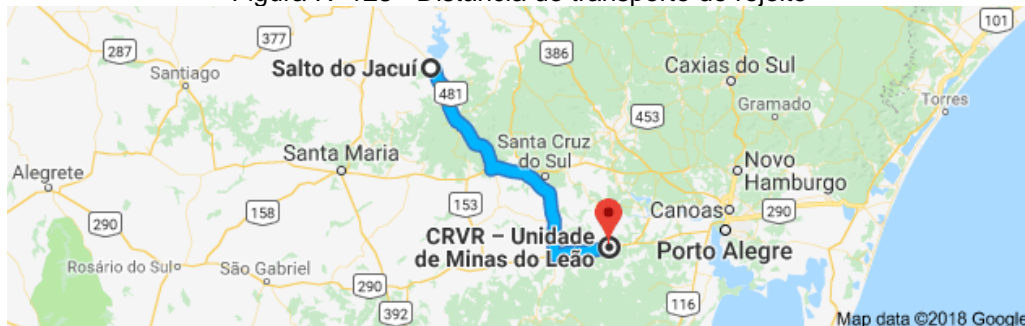 101
377
287
386
Salto do Jacuí
Caxias do Sul
Santiago
481
Gramado
Torres
453
Santa Cruz
do Sul
Santa Maria
Novo
Hamburgo
Alegrete
153
158
Canoas
290
290
CRVR – Unidade
de Minas do Leão
Porto Alegre
Rosário do Sul
São Gabriel
290
392
116
Map data ©2018 Google